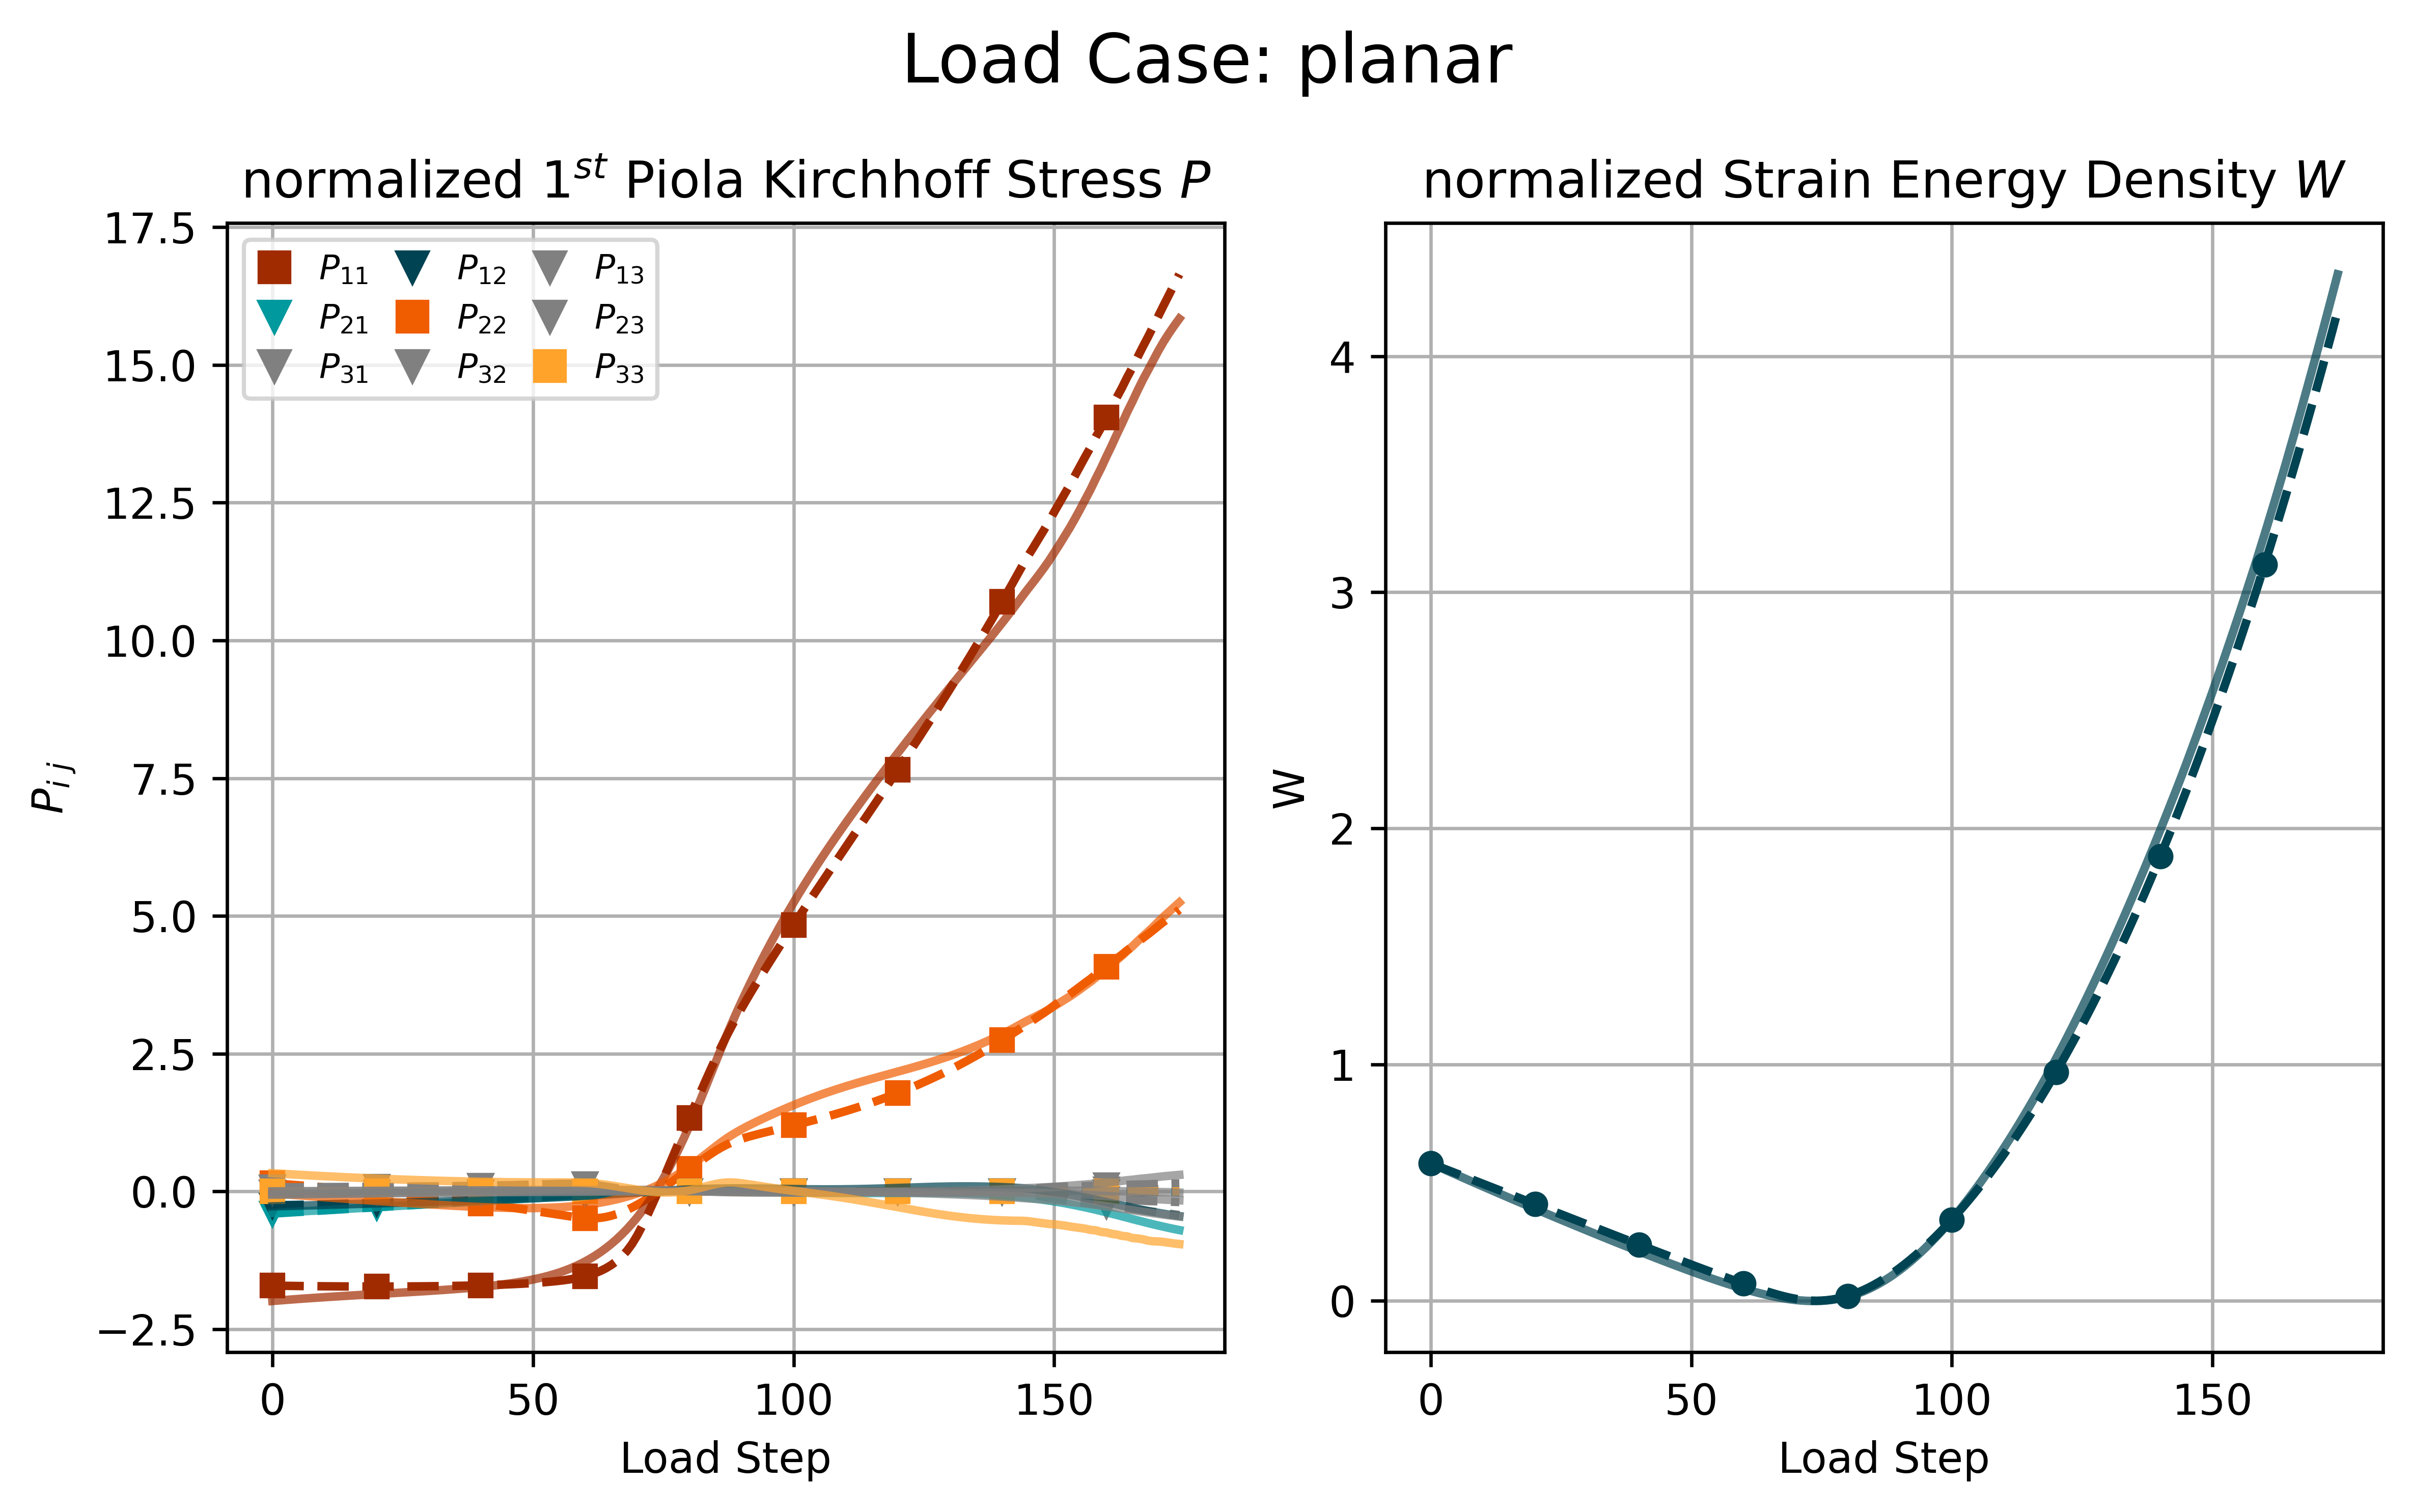 Load Case: planar
normalized 1st Piola Kirchhoff Stress P
17.5
15.0
12.5
10.0
7.5
5.0
2.5
0.0
−2.5
P11 P12 P13
P21 P22 P23
P31 P32 P33
Pi j
0 50 100 150
Load Step
normalized Strain Energy Density W
4
3
2
1
0
W
0 50 100 150
Load Step